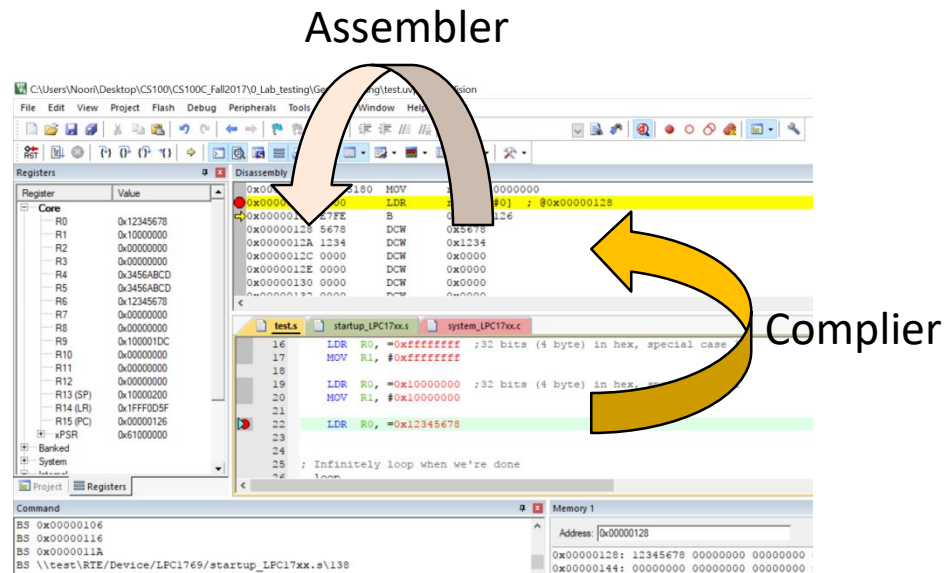 Assembler
C:\Users\Noori\Desktop\CS100\CS100C_Fall2017\0_Lab_testing\Ge
File Edit View Project Flash Debug Peripherals Tools Window Help
Registers
Disassembly
Register Value
Core
R0 0x12345678
R1 0x10000000
R2 0x00000000
R3 0x00000000
R4 0x3456ABCD
R5 0x3456ABCD
R6 0x12345678
R7 0x00000000
R8 0x00000000
R9 0x100001DC
R10 0x00000000
R11 0x00000000
R12 0x00000000
R13 (SP) 0x10000200
R14 (LR) 0x1FFF0D5F
R15 (PC) 0x00000126
xPSR 0x61000000
Banked
System
Project Registers
MOV
LDR #0] ; @0x00000128
E7FE B
0x00000128 5678 DCW 0x5678
0x0000012A 1234 DCW 0x1234
0x0000012C 0000 DCW 0x0000
0x0000012E 0000 DCW 0x0000
0x00000130 0000 DCW 0x0000
test.s startup_LPC17xx.s system_LPC17xx.c
16 LDR R0, =0xffffffff ;32 bits (4 byte) in hex, special case
17 MOV R1, #0xffffffff
18
19 LDR R0, =0x10000000 ;32 bits (4 byte) in hex,
20 MOV R1, #0x10000000
21
22 LDR R0, =0x12345678
23
24
25 ; Infinitely loop when we're done
26 loop
Complier
Command
BS 0x00000106
BS 0x00000116
BS 0x0000011A
BS \\test\RTE/Device/LPC1769/startup_LPC17xx.s\138
Memory 1
Address: 0x00000128
0x00000128: 12345678 00000000 00000000
0x00000144: 00000000 00000000 00000000